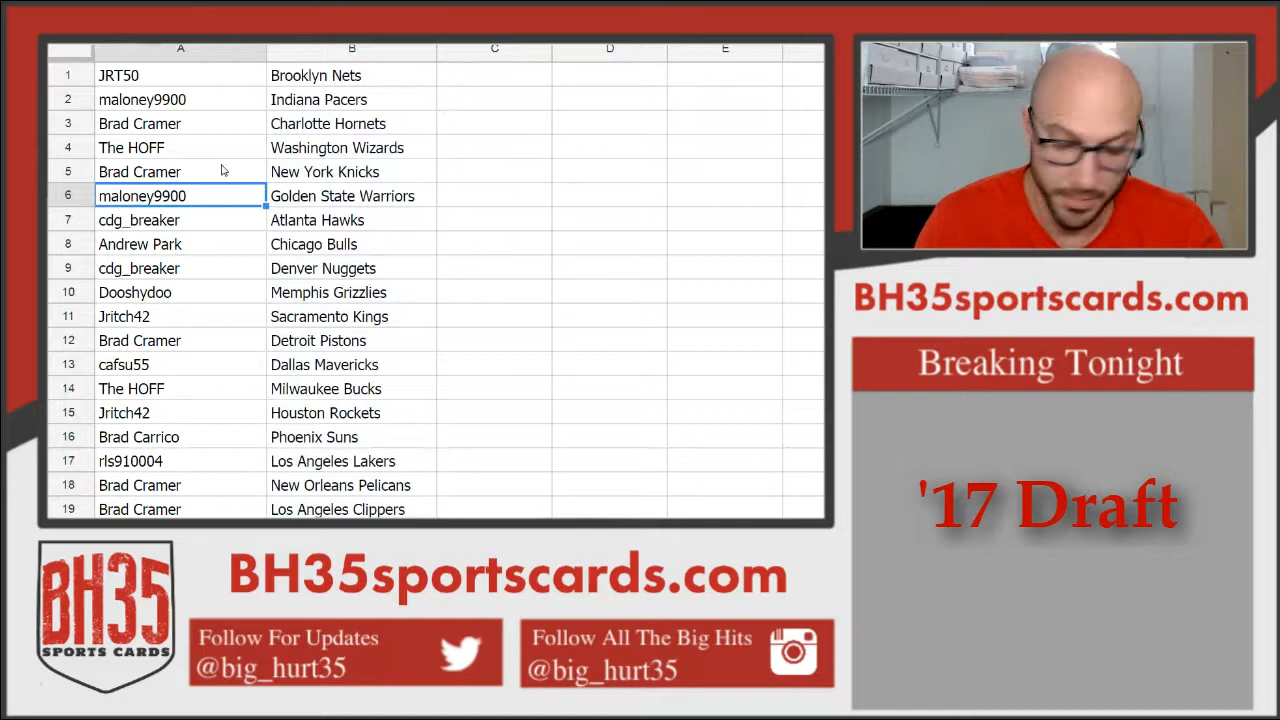 A B C D E
1 JRT50 Brooklyn Nets
2 maloney9900 Indiana Pacers
3 Brad Cramer Charlotte Hornets
4 The HOFF Washington Wizards
5 Brad Cramer New York Knicks
6 maloney9900 Golden State Warriors
7 cdg_breaker Atlanta Hawks
8 Andrew Park Chicago Bulls
9 cdg_breaker Denver Nuggets
10 Dooshydoo Memphis Grizzlies
11 Jritch42 Sacramento Kings
12 Brad Cramer Detroit Pistons
13 cafsu55 Dallas Mavericks
14 The HOFF Milwaukee Bucks
15 Jritch42 Houston Rockets
16 Brad Carrico Phoenix Suns
17 rls910004 Los Angeles Lakers
18 Brad Cramer New Orleans Pelicans
19 Brad Cramer Los Angeles Clippers
BH35sportscards.com
Breaking Tonight
'17 Draft
BH35
SPORTS CARDS
BH35sportscards.com
Follow For Updates
@big_hurt35
Follow All The Big Hits
@big_hurt35